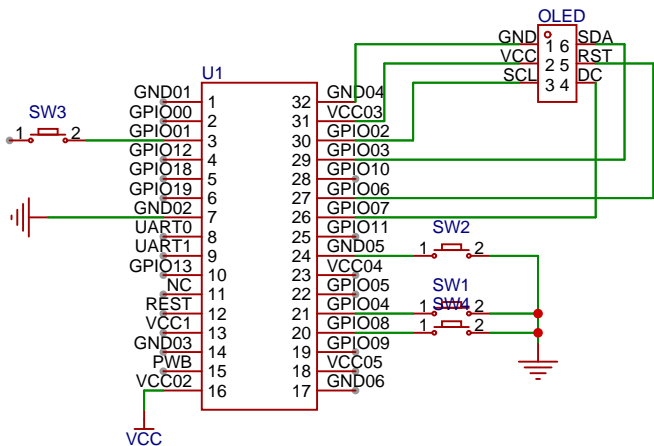 OLED
GND 1 6 SDA
VCC 2 5 RST
SCL 3 4 DC
U1
GND01 1 32 GND04
GPIO00 2 31 VCC03
SW3
1 2
GPIO01 3 30 GPIO02
GPIO12 4 29 GPIO03
GPIO18 5 28 GPIO10
GPIO19 6 27 GPIO06
GND02 7 26 GPIO07
UART0 8 25 GPIO11
SW2
UART1 9 24 GND05 1 2
GPIO13 10 23 VCC04
NC 11 22 GPIO05
SW1
REST 12 21 GPIO04 1 2
SW4
VCC1 13 20 GPIO08 1 2
GND03 14 19 GPIO09
PWB 15 18 VCC05
VCC02 16 17 GND06
VCC